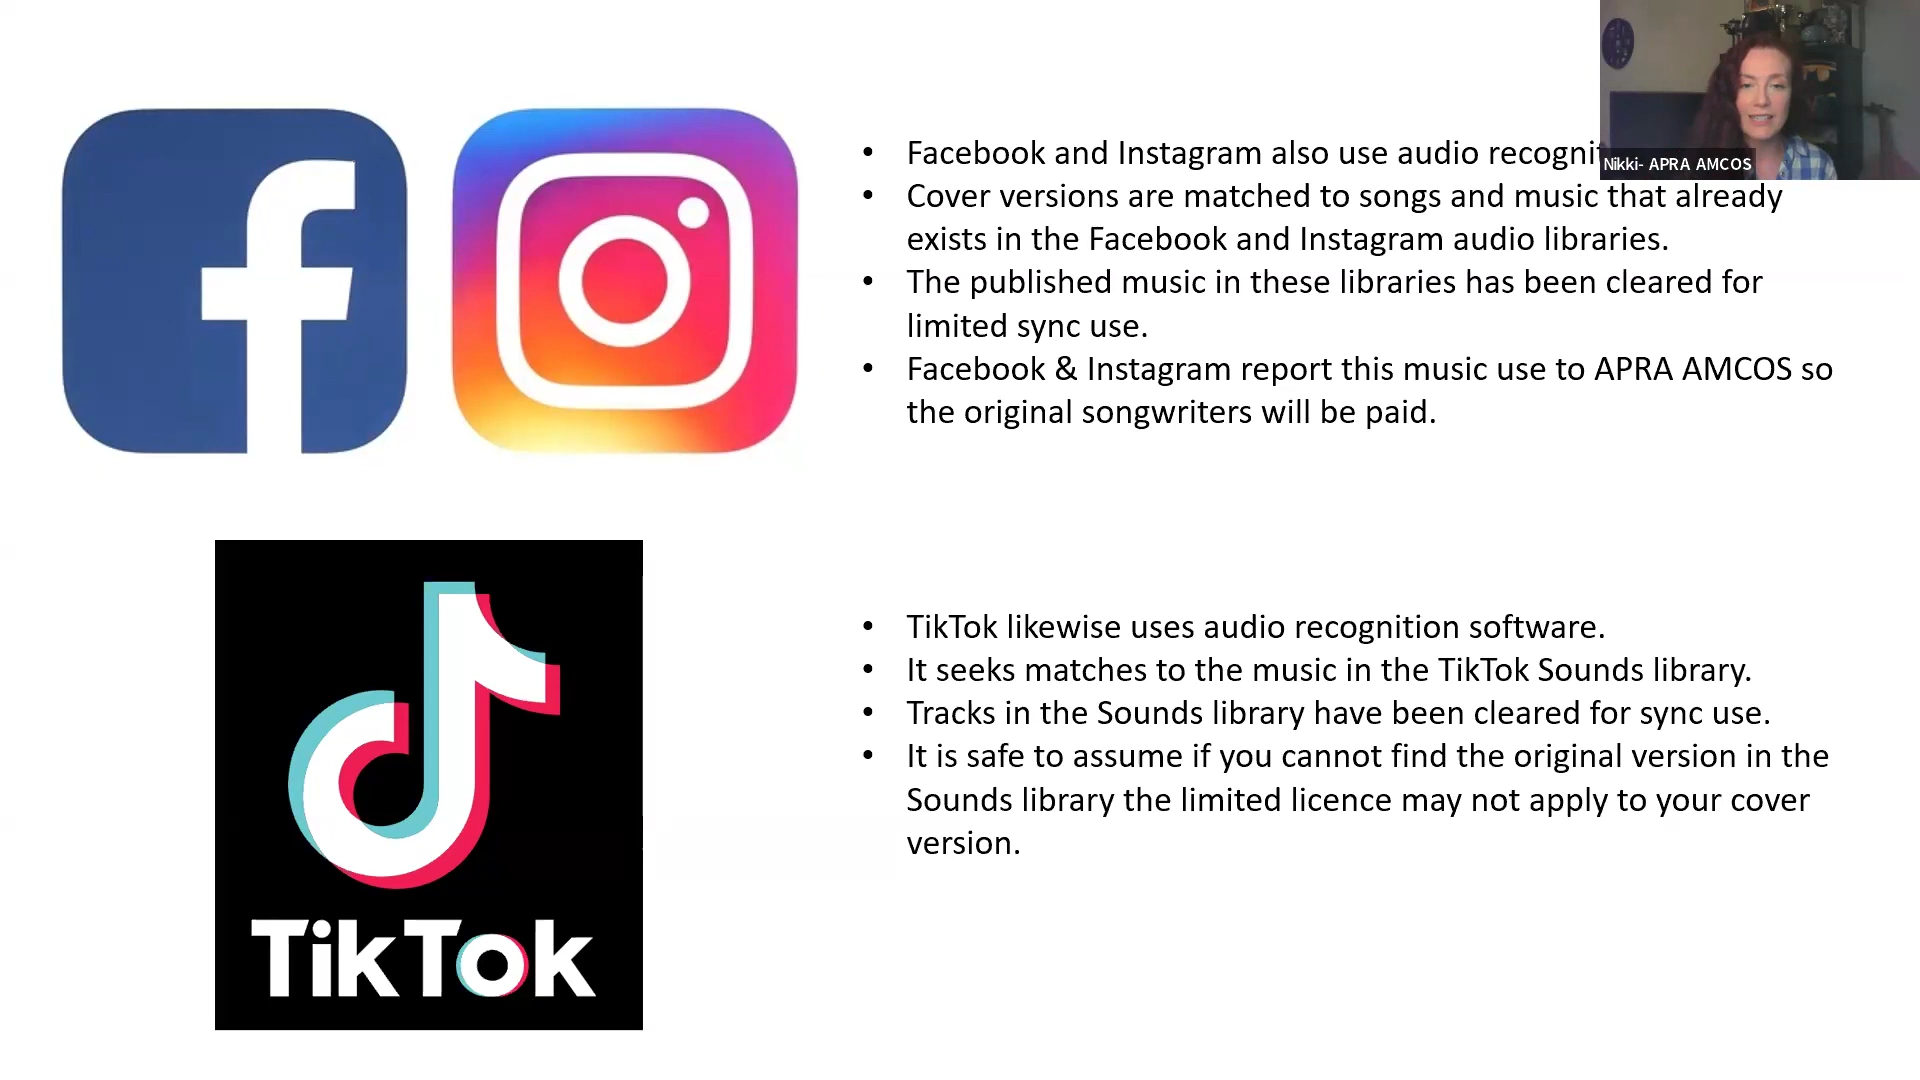 Facebook and Instagram also use audio
Nikki- APRA AMCOS
Cover versions are matched to songs and music that already
exists in the Facebook and Instagram audio libraries.
The published music in these libraries has been cleared for
limited sync use.
Facebook & Instagram report this music use to APRA AMCOS so
the original songwriters will be paid.
TikTok likewise uses audio recognition software.
It seeks matches to the music in the TikTok Sounds library.
Tracks in the Sounds library have been cleared for sync use.
It is safe to assume if you cannot find the original version in the
Sounds library the limited licence may not apply to your cover
version.
TikTok